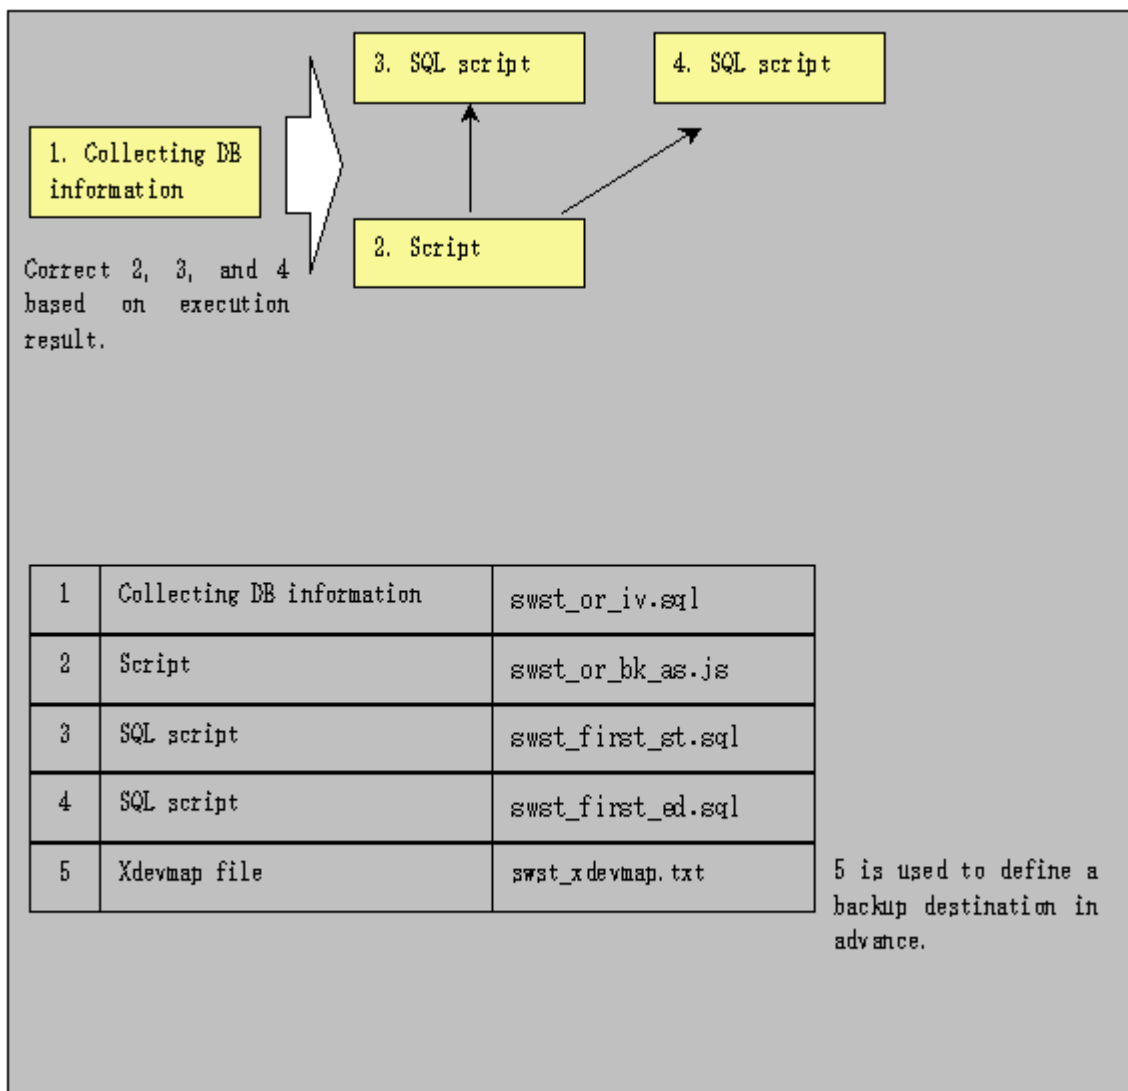 3. SQL script
4. SQL script
1. Collecting DB
information
2. Script
Correct 2, 3, and 4
based on execution
result.
1 Collecting DB information swst_or_iv.sql
2 Script swst_or_bk_as.js
3 SQL script swst_first_st.sql
4 SQL script swst_first_ed.sql
5 Xdevmap file swst_xdevmap.txt
5 is used to define a
backup destination in
advance.